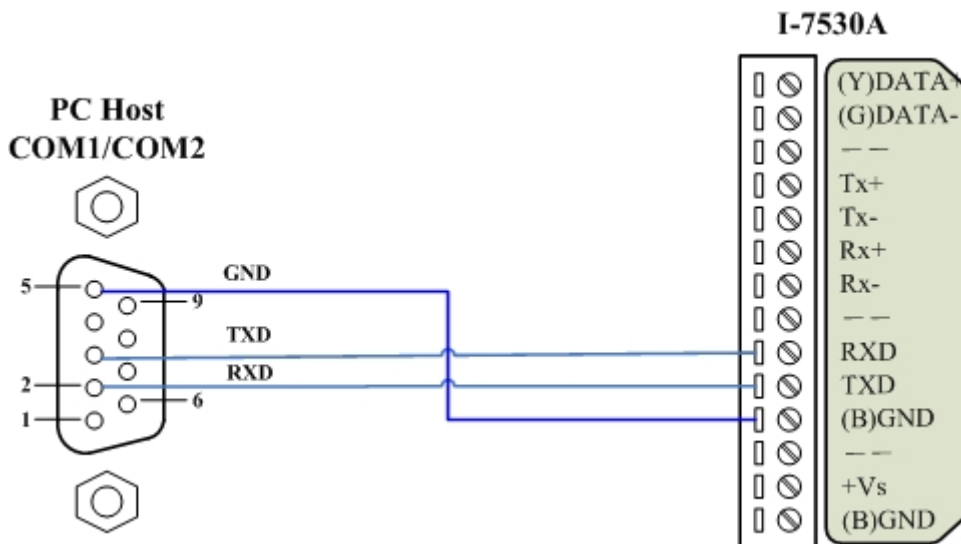 I-7530A
PC Host
COM1/COM2
5
9
2
6
1
GND
TXD
RXD
(Y)DATA+
(G)DATA-
--
Tx+
Tx-
Rx+
Rx-
--
RXD
TXD
(B)GND
--
+Vs
(B)GND